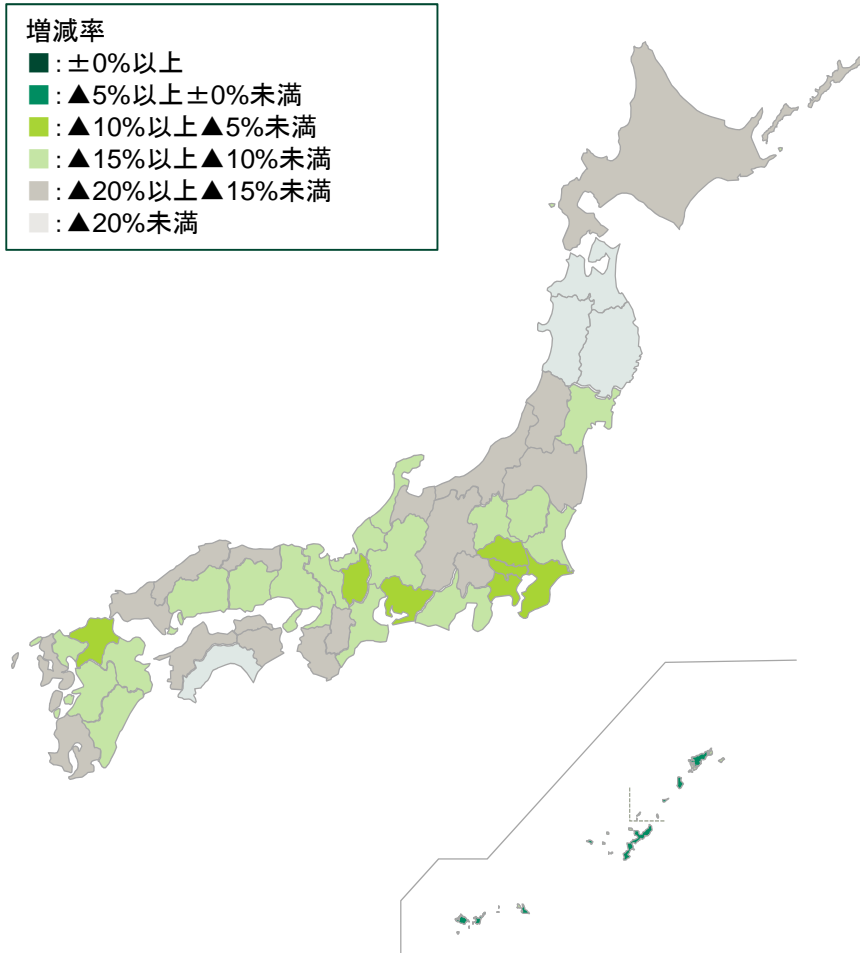 増減率
■ : ±0%以上
■ : ▲5%以上±0%未満
■ : ▲10%以上▲5%未満
■ : ▲15%以上▲10%未満
■ : ▲20%以上▲15%未満
■ : ▲20%未満